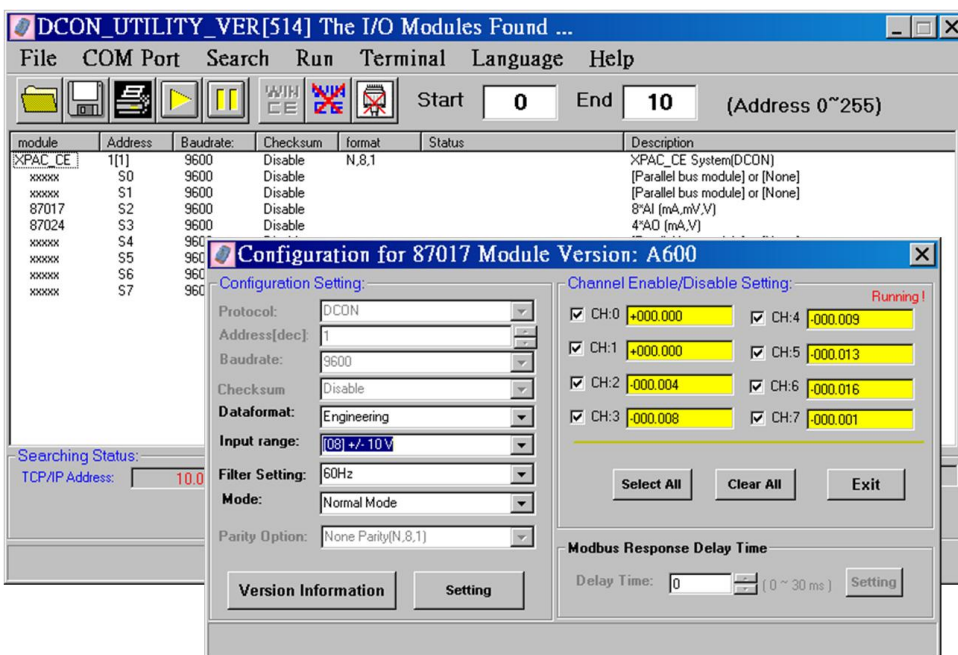 DCON_UTILITY_VER[514] The I/O Modules Found ...
File COM Port Search Run Terminal Language Help
WIN CE Start 0 End 10 (Address 0~255)
module Address Baudrate: Checksum format Status Description
XPAC_CE 1[1] 9600 Disable N,8,1 XPAC_CE System(DCON)
xxxxx S0 9600 Disable [Parallel bus module] or [None]
xxxxx S1 9600 Disable [Parallel bus module] or [None]
87017 S2 9600 Disable 8*AI (mA,mV,V)
87024 S3 9600 Disable 4*AO (mA,V)
xxxxx S4
xxxxx S5
xxxxx S6
xxxxx S7
Searching Status:
TCP/IP Address: 10.0
Configuration for 87017 Module Version: A600
Configuration Setting:
Protocol: DCON
Address[dec]: 1
Baudrate: 9600
Checksum Disable
Dataformat: Engineering
Input range: [08] +/- 10 V
Filter Setting: 60Hz
Mode: Normal Mode
Parity Option: None Parity(N,8,1)
Version Information Setting
Channel Enable/Disable Setting:
Running !
CH:0 +000.000 CH:4 -000.009
CH:1 +000.000 CH:5 -000.013
CH:2 -000.004 CH:6 -000.016
CH:3 -000.008 CH:7 -000.001
Select All Clear All Exit
Modbus Response Delay Time
Delay Time: 0 ( 0 ~ 30 ms ) Setting